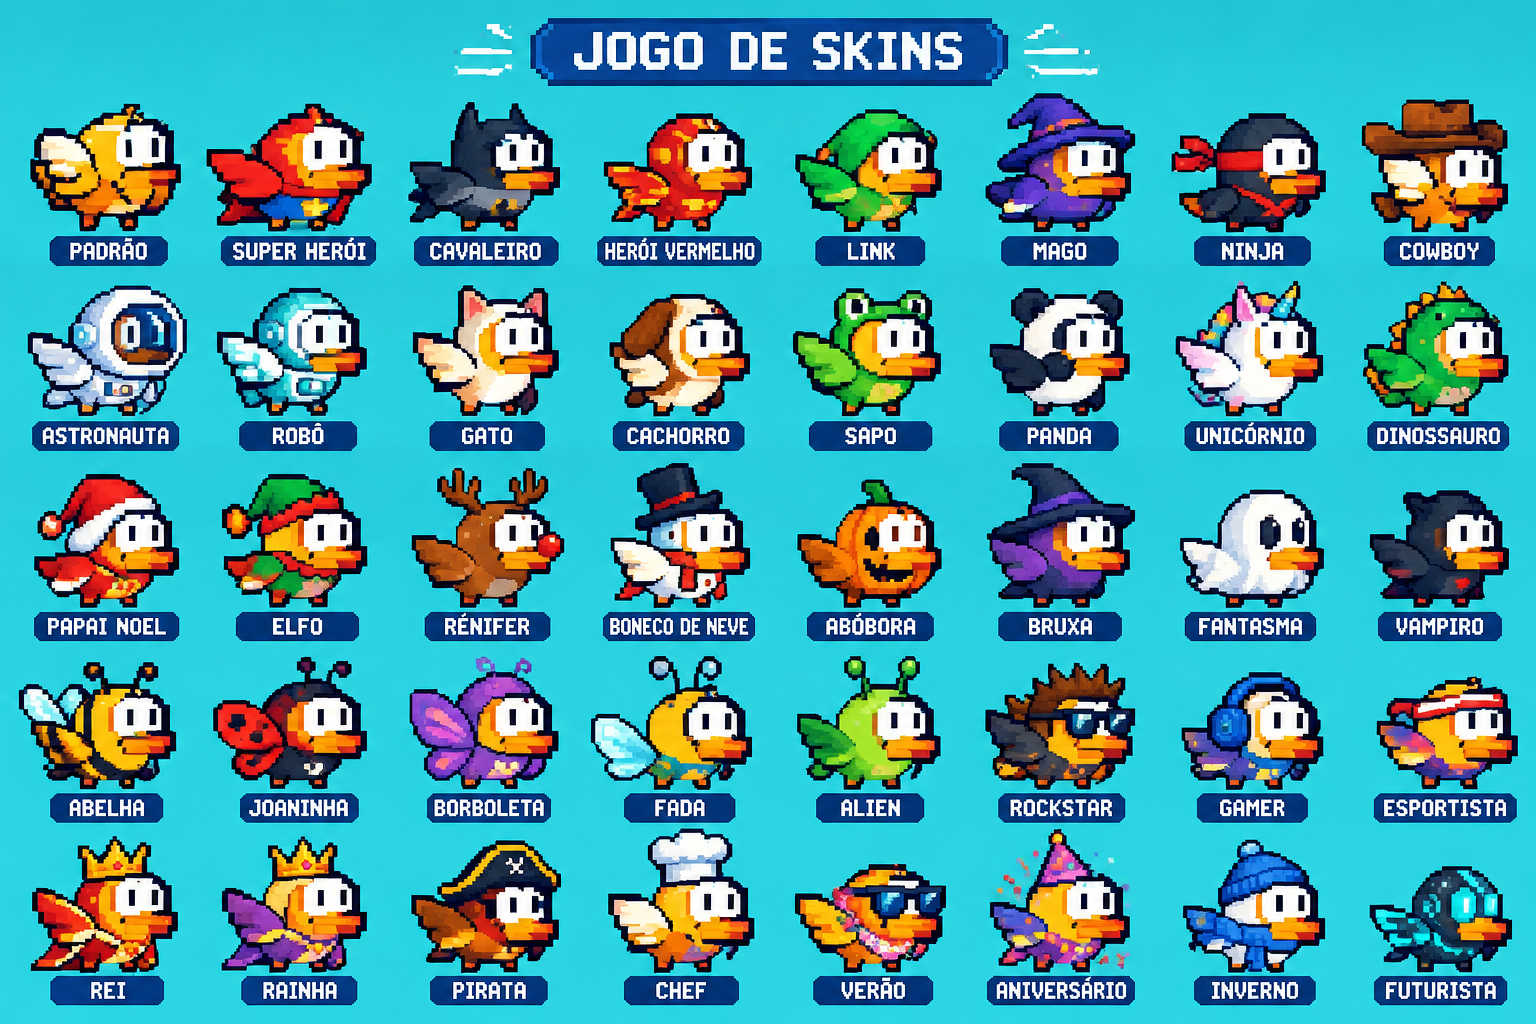 JOGO DE SKINS
PADRÃO
SUPER HERÓI
CAVALEIRO
HERÓI VERMELHO
LINK
MAGO
NINJA
COWBOY
ASTRONAUTA
ROBÔ
GATO
CACHORRO
SAPO
PANDA
UNICÓRNIO
DINOSSAURO
PAPAI NOEL
ELFO
RÉNIFER
BONECO DE NEVE
ABÓBORA
BRUXA
FANTASMA
VAMPIRO
ABELHA
JOANINHA
BORBOLETA
FADA
ALIEN
ROCKSTAR
GAMER
ESPORTISTA
REI
RAINHA
PIRATA
CHEF
VERÃO
ANIVERSÁRIO
INVERNO
FUTURISTA